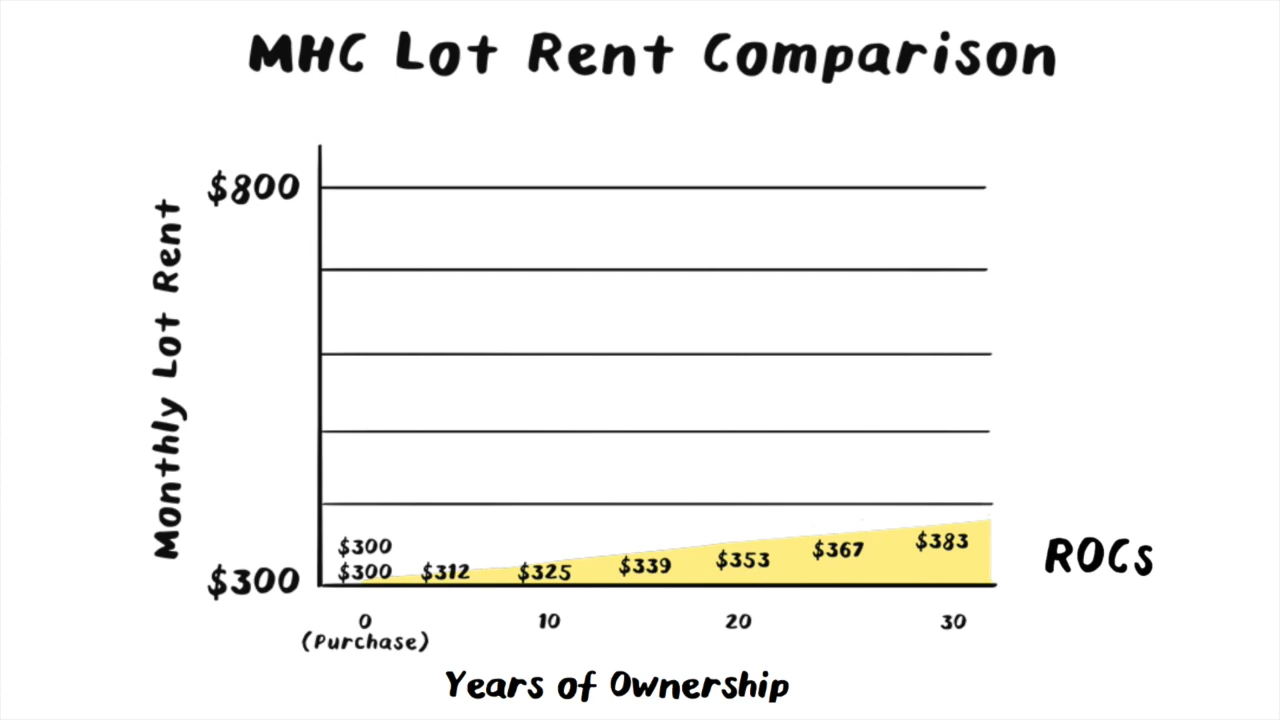 MHC Lot Rent Comparison
$800
Monthly Lot Rent
$300
$300 $312 $325 $339 $353 $367 $383
ROCs
$300
0 10 20 30
(Purchase)
Years of Ownership